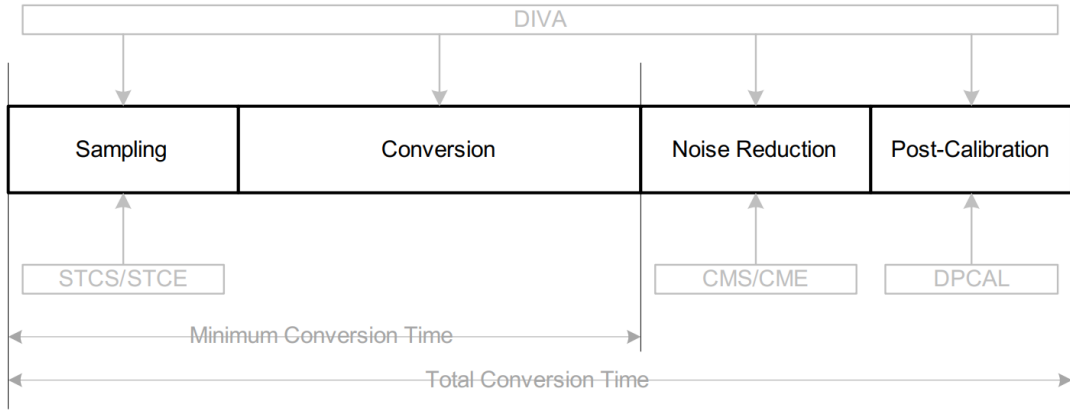 DIVA
Sampling
Conversion
Noise Reduction
Post-Calibration
STCS/STCE
CMS/CME
DPCAL
Minimum Conversion Time
Total Conversion Time